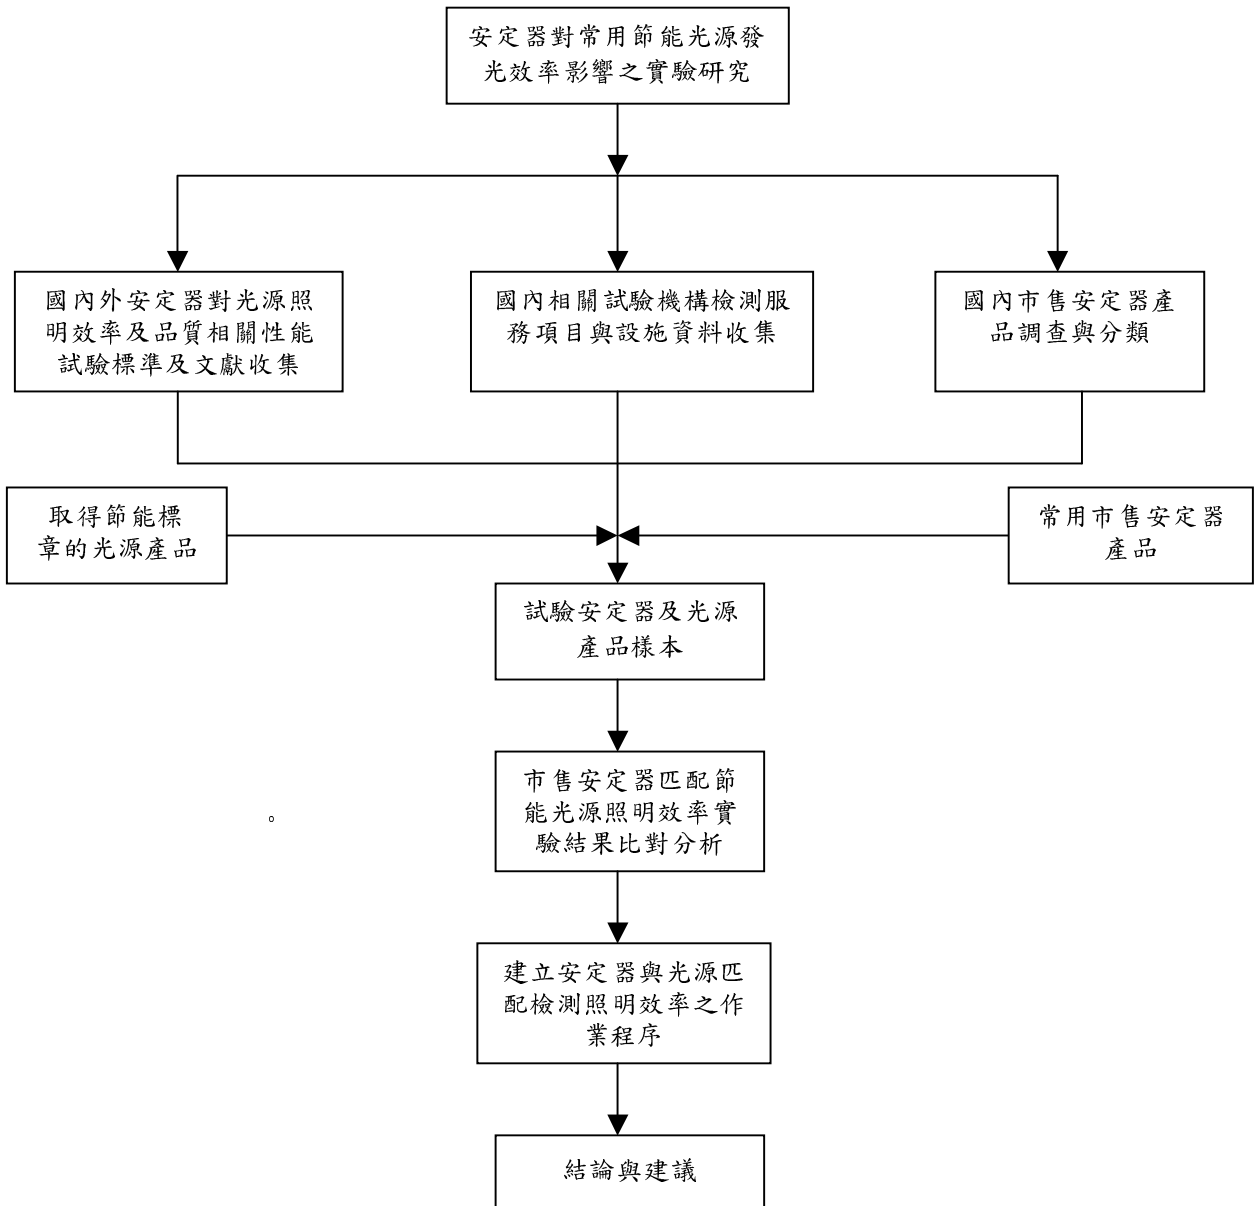 安定器對常用節能光源發
光效率影響之實驗研究
國內外安定器對光源照
明效率及品質相關性能
試驗標準及文獻收集
國內相關試驗機構檢測服
務項目與設施資料收集
國內市售安定器產
品調查與分類
取得節能標
章的光源產品
常用市售安定器
產品
試驗安定器及光源
產品樣本
市售安定器匹配節
能光源照明效率實
驗結果比對分析
。
建立安定器與光源匹
配檢測照明效率之作
業程序
結論與建議